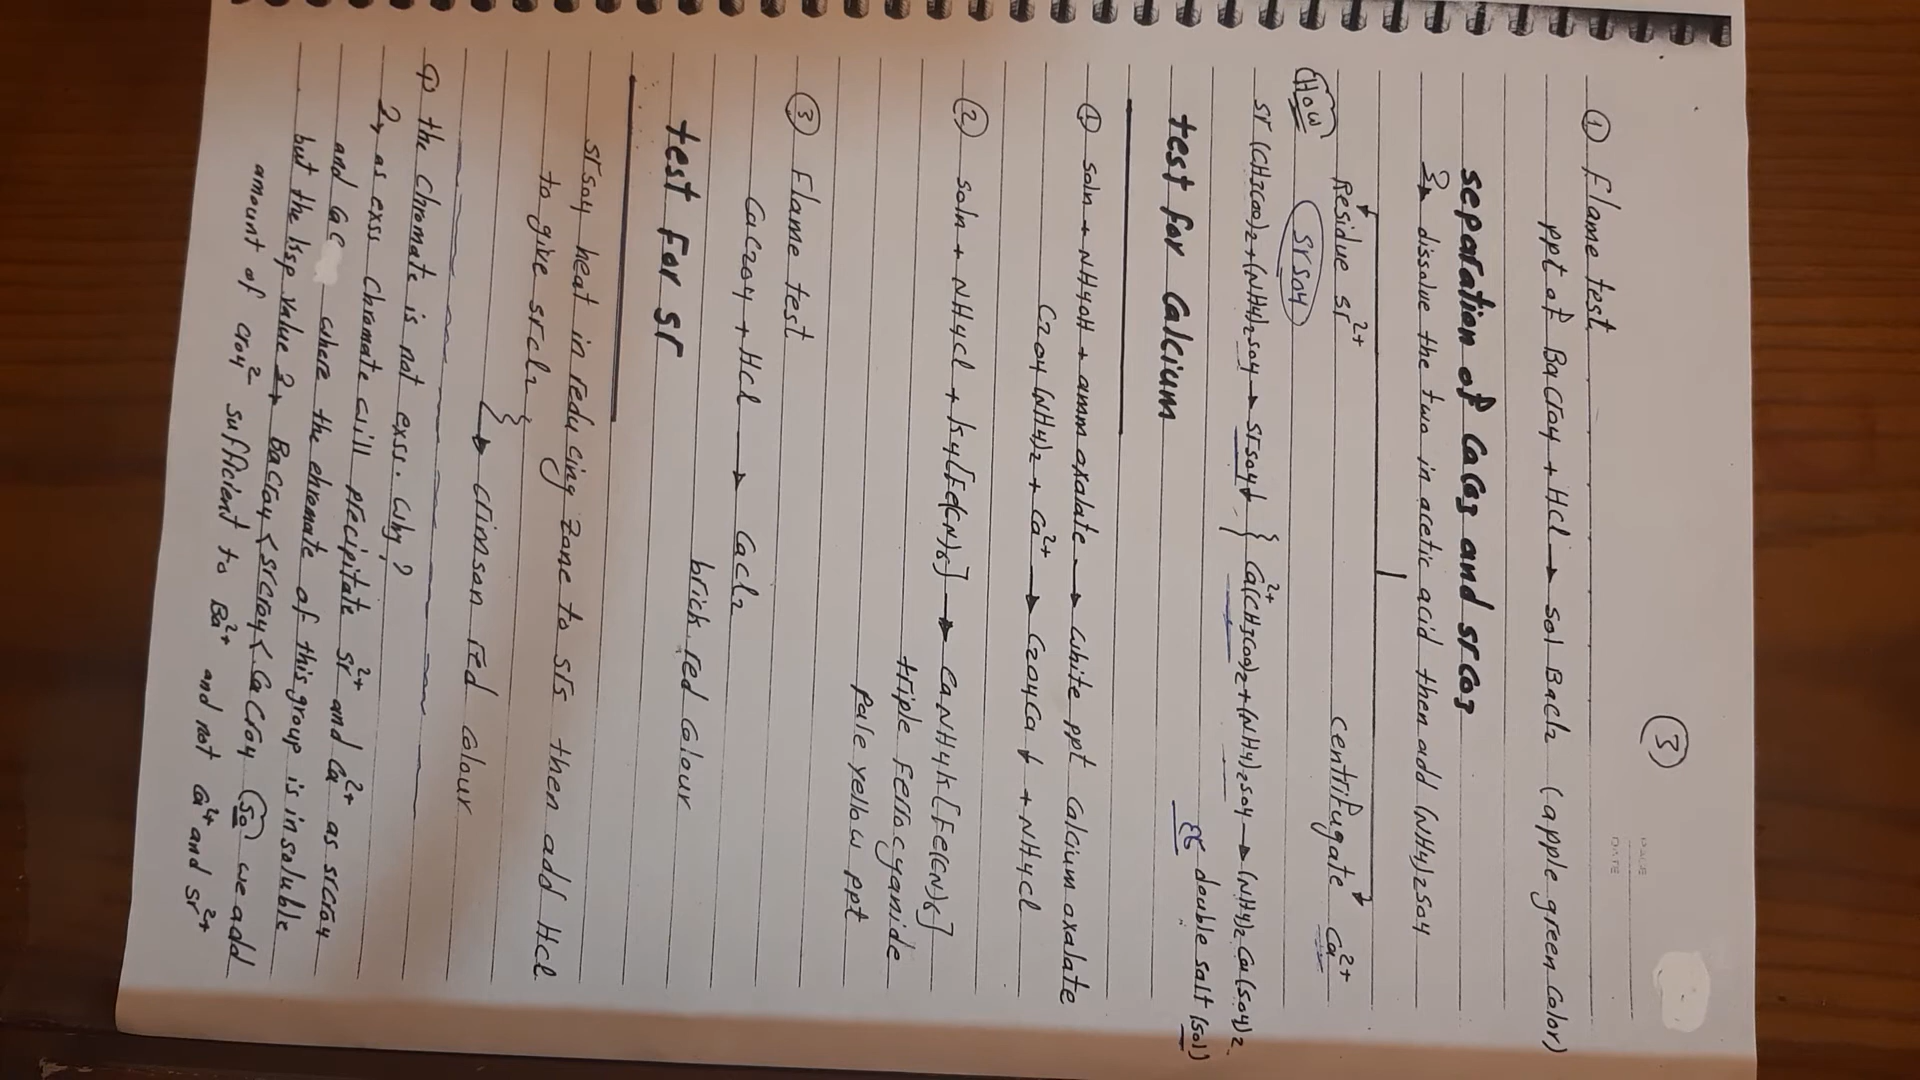 3
PAGE
DATE
① Flame test
ppt of BaCrO4 + HCl → sol BaCl2 (apple green color)
separation of CaCO3 and SrCO3
?→ dissolve the two in acetic acid then add (NH4)2SO4
Residue Sr2+ centrifugate Ca2+
(How) SrSO4
Sr(CH3COO)2+(NH4)2SO4 → SrSO4↓ } { Ca2+(CH3COO)2+(NH4)2SO4 → (NH4)2Ca(SO4)2
double salt (sol)
test for Calcium
① soln + NH4OH + amm oxalate → white ppt calcium oxalate
C2O4(NH4)2 + Ca2+ → C2O4Ca↓ + NH4Cl
② soln + NH4Cl + K4[Fe(CN)6] → CaNH4K[Fe(CN)6]
triple Ferrocyanide
Pale yellow ppt
③ Flame test
CaC2O4 + HCl → CaCl2
brick red colour
test For Sr
SrSO4 heat in reducing zone to SrS then add HCl
to give SrCl2 }
→ crimson red colour
Q) the chromate is not exss. why?
?→ as exss chromate will precipitate Sr2+ and Ca2+ as SrCrO4
and CaC where the chromate of this group is insoluble
but the ksp value ?→ BaCrO4 < SrCrO4 < CaCrO4 (so) we add
amount of CrO4 2 sufficient to Ba2+ and not Ca2+ and Sr2+